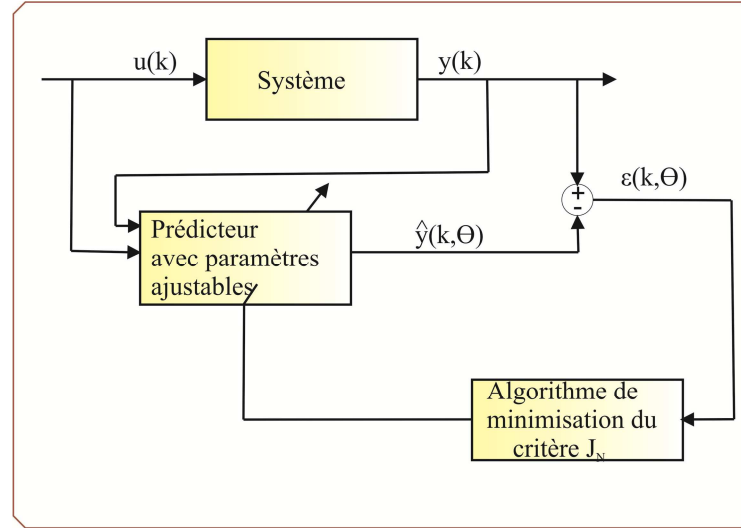 u(k)
Système
y(k)
ε(k,Θ)
+
-
Prédicteur
avec paramètres
ajustables
ŷ(k,Θ)
Algorithme de
minimisation du
critère J_N